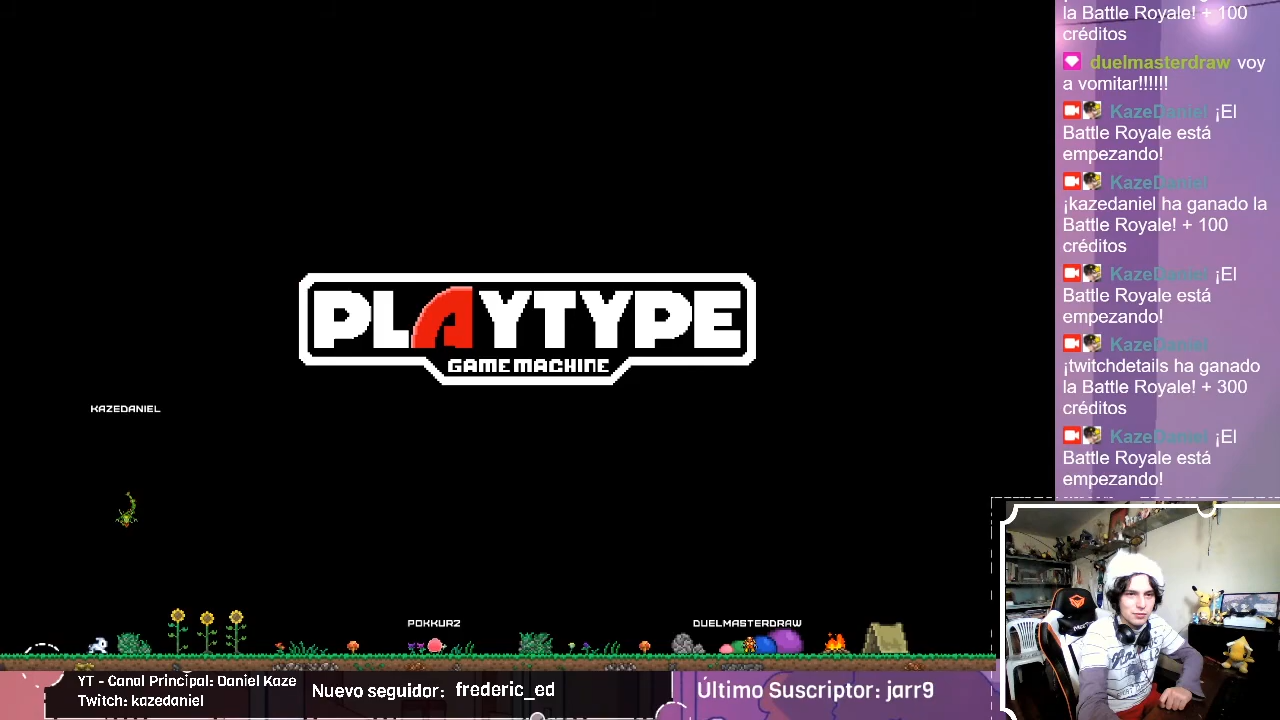 la Battle Royale! + 100
créditos
duelmasterdraw voy
a vomitar!!!!!!
KazeDaniel ¡El
Battle Royale está
empezando!
KazeDaniel
¡kazedaniel ha ganado la
Battle Royale! + 100
créditos
KazeDaniel ¡El
Battle Royale está
empezando!
KazeDaniel
¡twitchdetails ha ganado
la Battle Royale! + 300
créditos
KazeDaniel ¡El
Battle Royale está
empezando!
PLAYTYPE
GAME MACHINE
KAZEDANIEL
POKKURZ
DUELMASTERDRAW
YT - Canal Principal: Daniel Kaze
Twitch: kazedaniel
Nuevo seguidor: frederic_ed
Último Suscriptor: jarr9